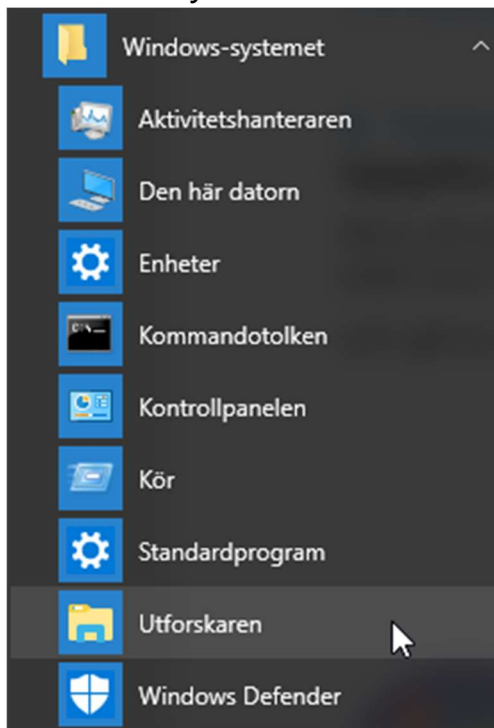 Windows-systemet
Aktivitetshanteraren
Den här datorn
Enheter
Kommandotolken
Kontrollpanelen
Kör
Standardprogram
Utforskaren
Windows Defender